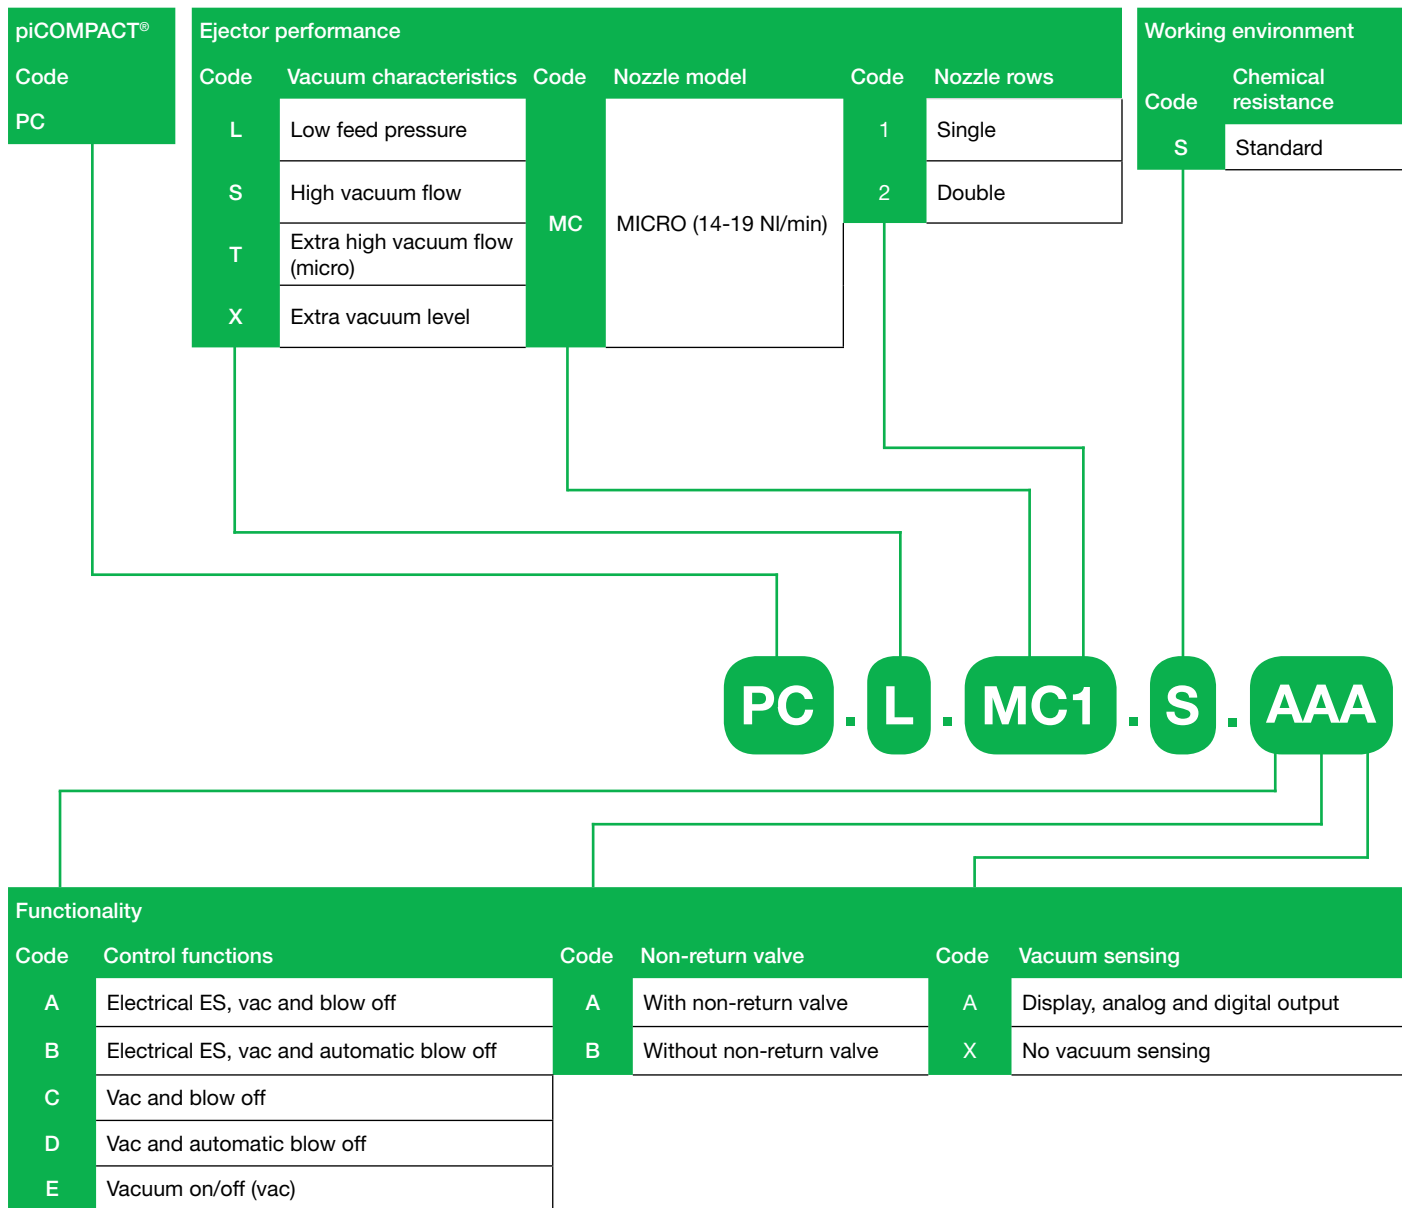 piCOMPACT®
Code
PC
Ejector performance
Code Vacuum characteristics Code Nozzle model Code Nozzle rows
L Low feed pressure
S High vacuum flow
T Extra high vacuum flow
(micro)
X Extra vacuum level
MC MICRO (14-19 Nl/min)
1 Single
2 Double
Working environment
Code Chemical
resistance
S Standard
PC . L . MC1 . S . AAA
Functionality
Code Control functions Code Non-return valve Code Vacuum sensing
A Electrical ES, vac and blow off A With non-return valve A Display, analog and digital output
B Electrical ES, vac and automatic blow off B Without non-return valve X No vacuum sensing
C Vac and blow off
D Vac and automatic blow off
E Vacuum on/off (vac)